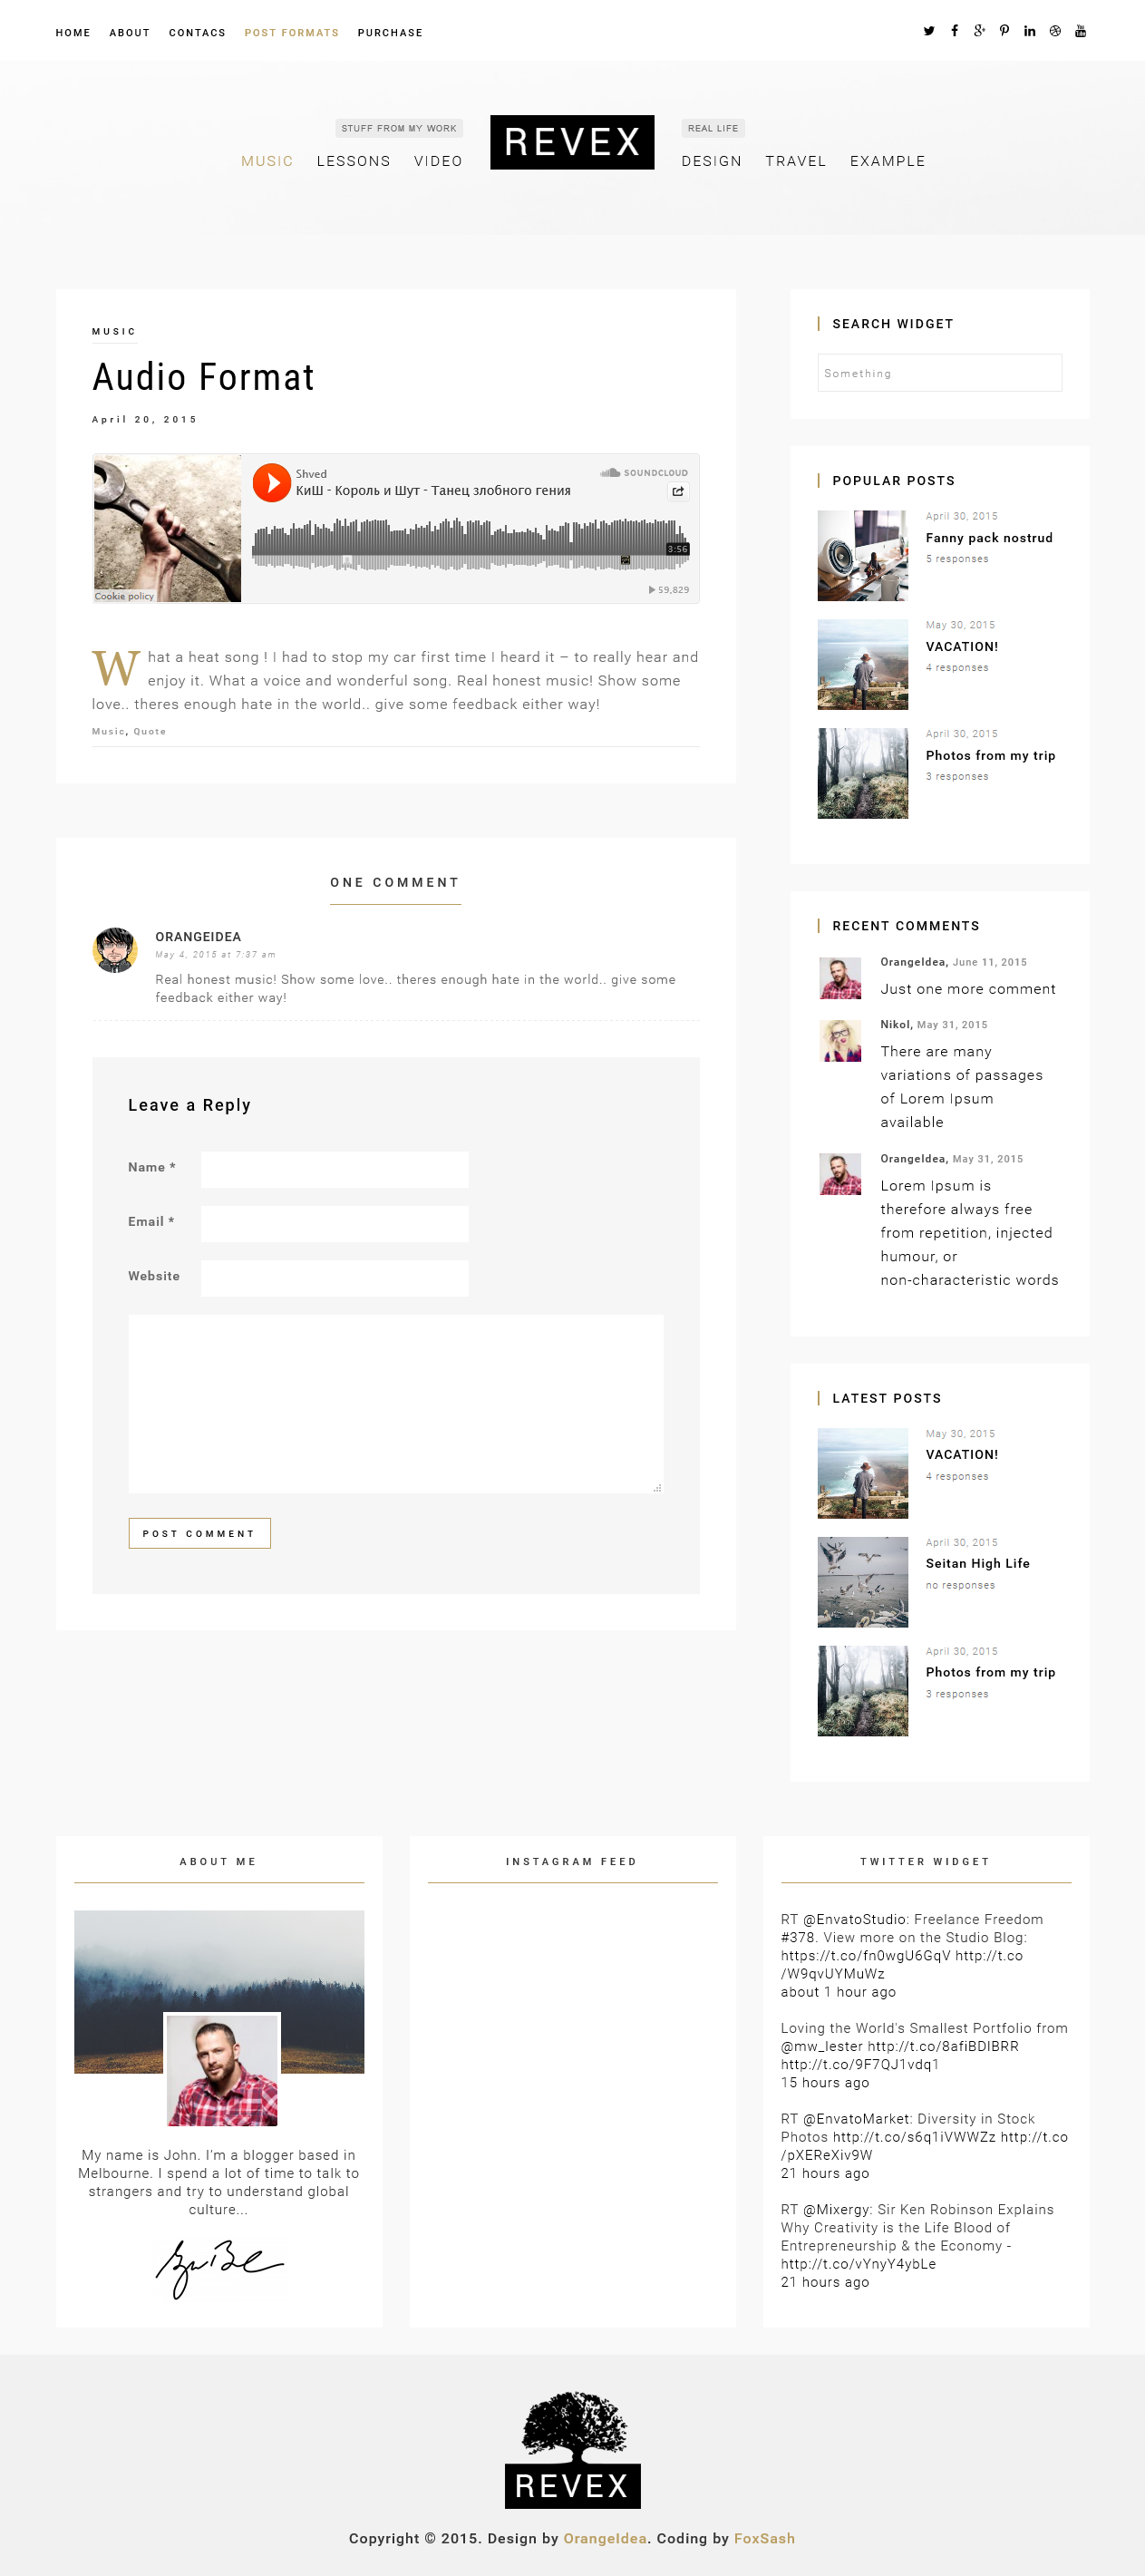 HOME ABOUT CONTACS POST FORMATS PURCHASE
STUFF FROM MY WORK
MUSIC LESSONS VIDEO
REVEX
REAL LIFE
DESIGN TRAVEL EXAMPLE
MUSIC
Audio Format
April 20, 2015
Shved
КиШ - Король и Шут - Танец злобного гения
SOUNDCLOUD
3:56
59,829
Cookie policy
What a heat song ! I had to stop my car first time I heard it – to really hear and
enjoy it. What a voice and wonderful song. Real honest music! Show some
love.. theres enough hate in the world.. give some feedback either way!
Music, Quote
ONE COMMENT
ORANGEIDEA
May 4, 2015 at 7:37 am
Real honest music! Show some love.. theres enough hate in the world.. give some
feedback either way!
Leave a Reply
Name *
Email *
Website
POST COMMENT
SEARCH WIDGET
Something
POPULAR POSTS
April 30, 2015
Fanny pack nostrud
5 responses
May 30, 2015
VACATION!
4 responses
April 30, 2015
Photos from my trip
3 responses
RECENT COMMENTS
OrangeIdea, June 11, 2015
Just one more comment
Nikol, May 31, 2015
There are many
variations of passages
of Lorem Ipsum
available
OrangeIdea, May 31, 2015
Lorem Ipsum is
therefore always free
from repetition, injected
humour, or
non-characteristic words
LATEST POSTS
May 30, 2015
VACATION!
4 responses
April 30, 2015
Seitan High Life
no responses
April 30, 2015
Photos from my trip
3 responses
ABOUT ME
My name is John. I'm a blogger based in
Melbourne. I spend a lot of time to talk to
strangers and try to understand global
culture...
INSTAGRAM FEED
TWITTER WIDGET
RT @EnvatoStudio: Freelance Freedom
#378. View more on the Studio Blog:
https://t.co/fn0wgU6GqV http://t.co
/W9qvUYMuWz
about 1 hour ago
Loving the World's Smallest Portfolio from
@mw_lester http://t.co/8afiBDIBRR
http://t.co/9F7QJ1vdq1
15 hours ago
RT @EnvatoMarket: Diversity in Stock
Photos http://t.co/s6q1iVWWZz http://t.co
/pXEReXiv9W
21 hours ago
RT @Mixergy: Sir Ken Robinson Explains
Why Creativity is the Life Blood of
Entrepreneurship & the Economy -
http://t.co/vYnyY4ybLe
21 hours ago
REVEX
Copyright © 2015. Design by OrangeIdea. Coding by FoxSash